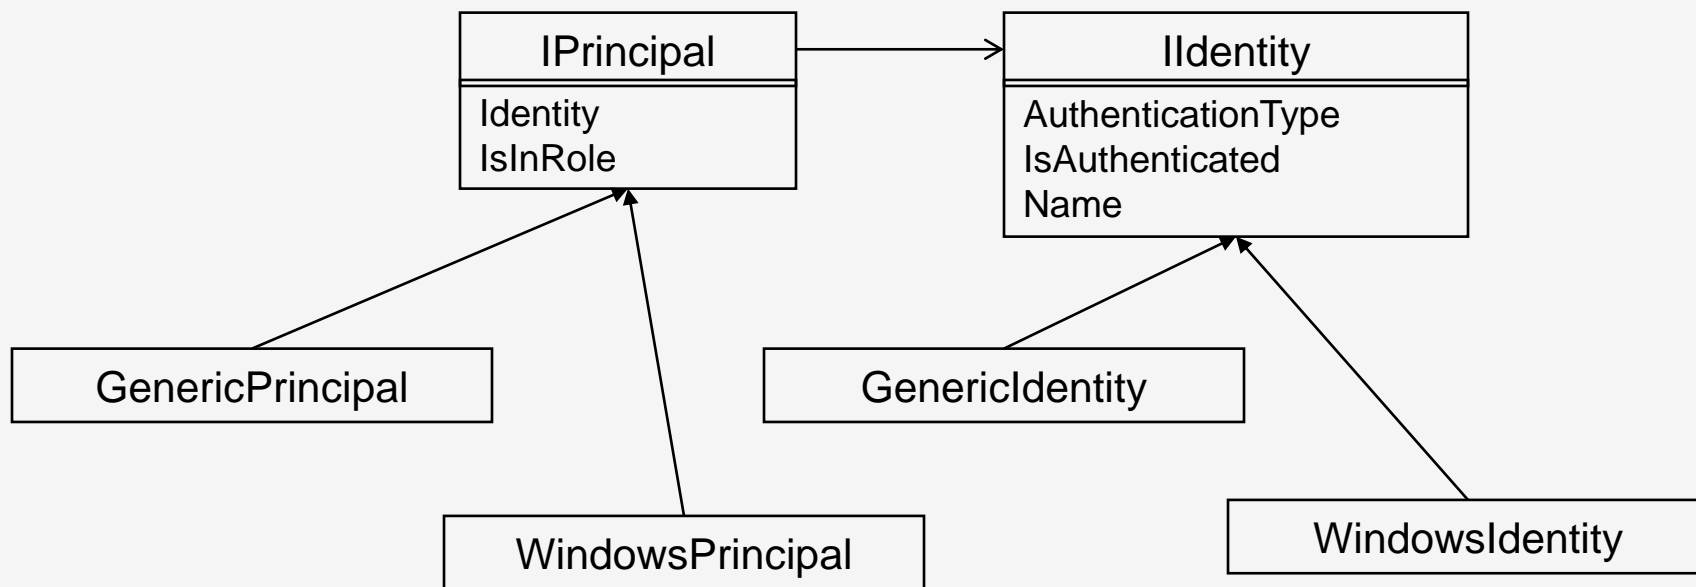 IPrincipal
Identity
IsInRole
IIdentity
AuthenticationType
IsAuthenticated
Name
GenericPrincipal
GenericIdentity
WindowsPrincipal
WindowsIdentity